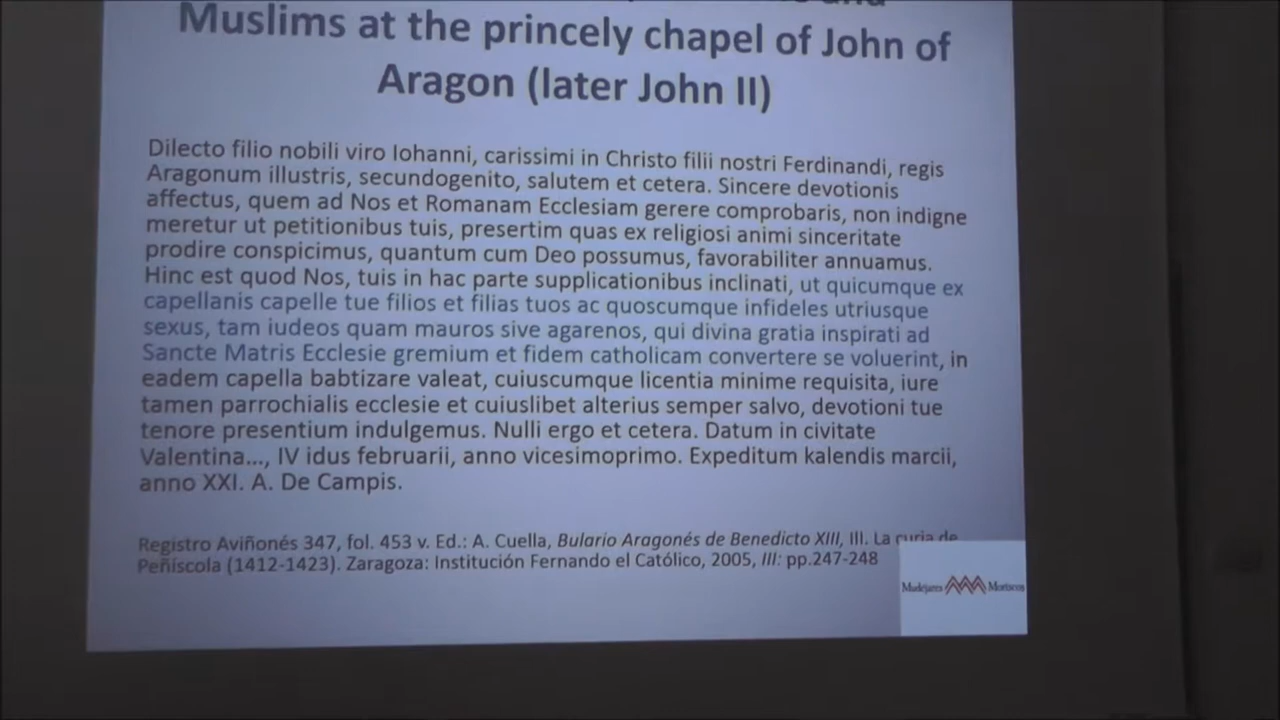 Muslims at the princely chapel of John of
Aragon (later John II)
Dilecto filio nobili viro Iohanni, carissimi in Christo filii nostri Ferdinandi, regis
Aragonum illustris, secundogenito, salutem et cetera. Sincere devotionis
affectus, quem ad Nos et Romanam Ecclesiam gerere comprobaris, non indigne
meretur ut petitionibus tuis, presertim quas ex religiosi animi sinceritate
prodire conspicimus, quantum cum Deo possumus, favorabiliter annuamus.
Hinc est quod Nos, tuis in hac parte supplicationibus inclinati, ut quicumque ex
capellanis capelle tue filios et filias tuos ac quoscumque infideles utriusque
sexus, tam iudeos quam mauros sive agarenos, qui divina gratia inspirati ad
Sancte Matris Ecclesie gremium et fidem catholicam convertere se voluerint, in
eadem capella babtizare valeat, cuiuscumque licentia minime requisita, iure
tamen parrochialis ecclesie et cuiuslibet alterius semper salvo, devotioni tue
tenore presentium indulgemus. Nulli ergo et cetera. Datum in civitate
Valentina..., IV idus februarii, anno vicesimoprimo. Expeditum kalendis marcii,
anno XXI. A. De Campis.
Registro Aviñonés 347, fol. 453 v. Ed.: A. Cuella, Bulario Aragonés de Benedicto XIII, III. La curia de
Peñíscola (1412-1423). Zaragoza: Institución Fernando el Católico, 2005, III: pp.247-248
Mudéjares Moriscos